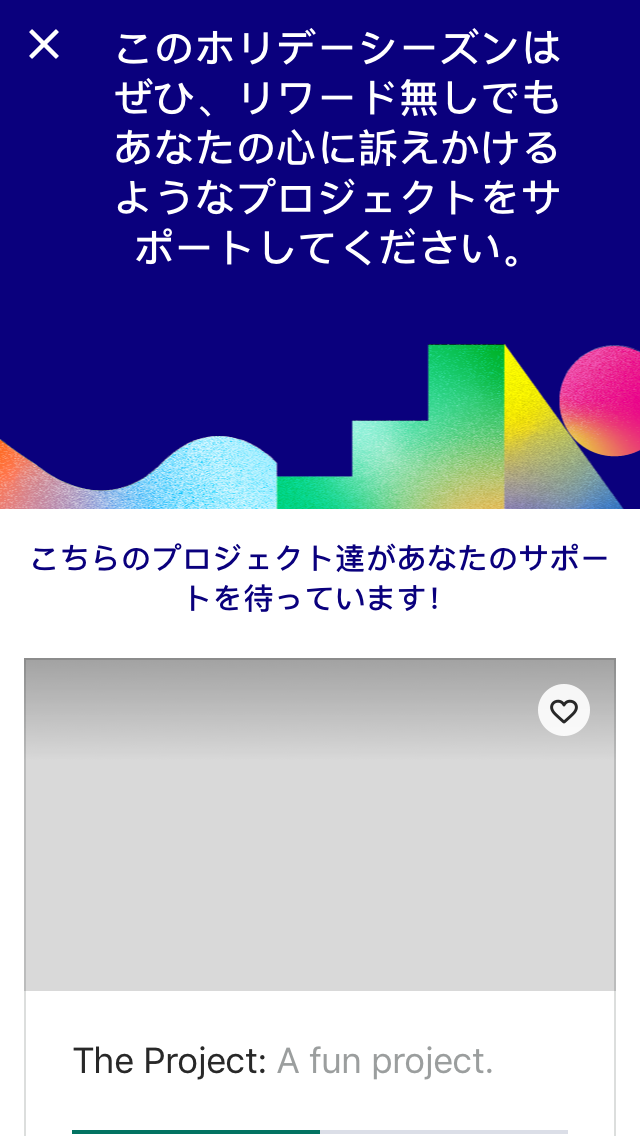 このホリデーシーズンは
ぜひ、リワード無しでも
あなたの心に訴えかける
ようなプロジェクトをサ
ポートしてください。
こちらのプロジェクト達があなたのサポー
トを待っています!
The Project: A fun project.